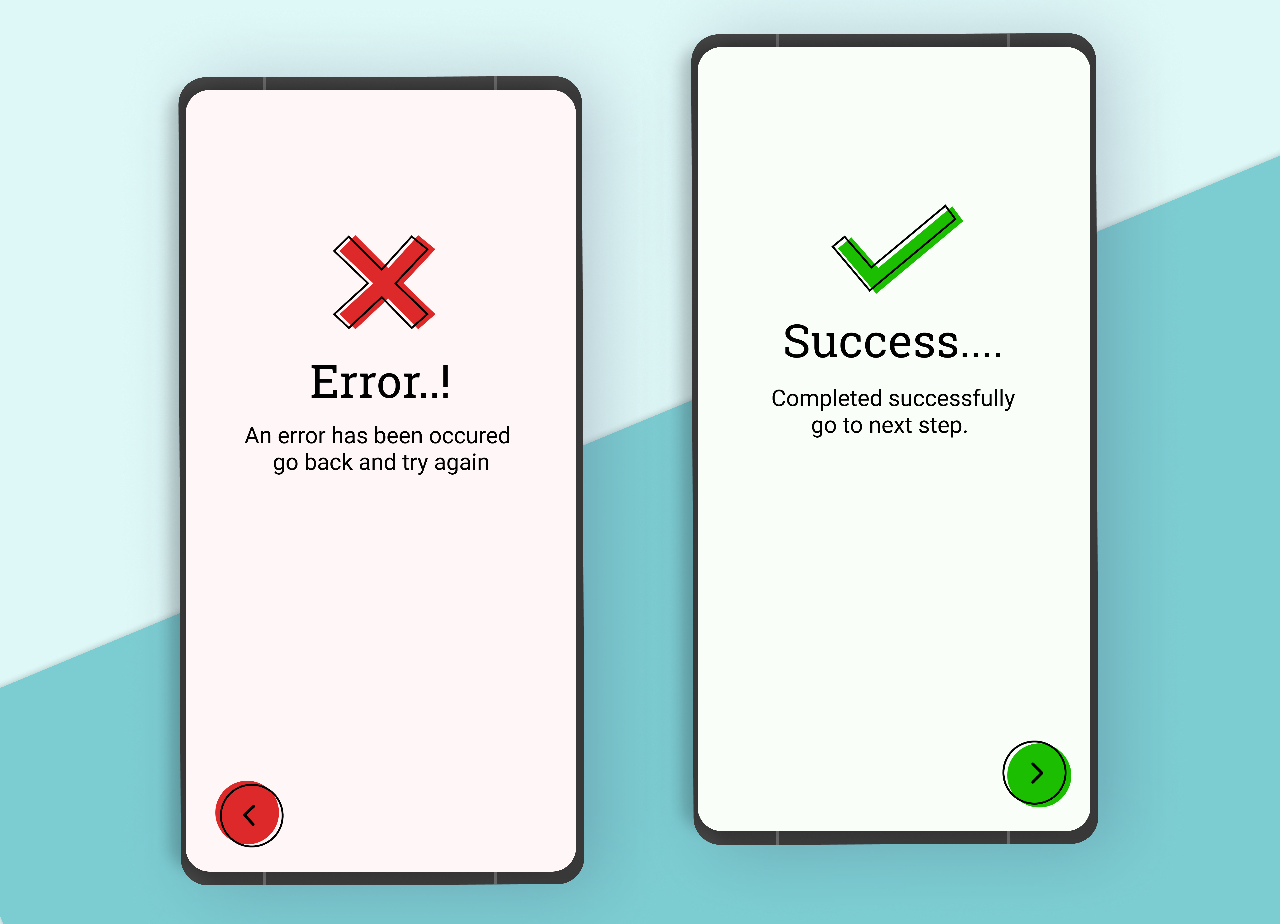 Error..!
An error has been occured
go back and try again
Success....
Completed successfully
go to next step.